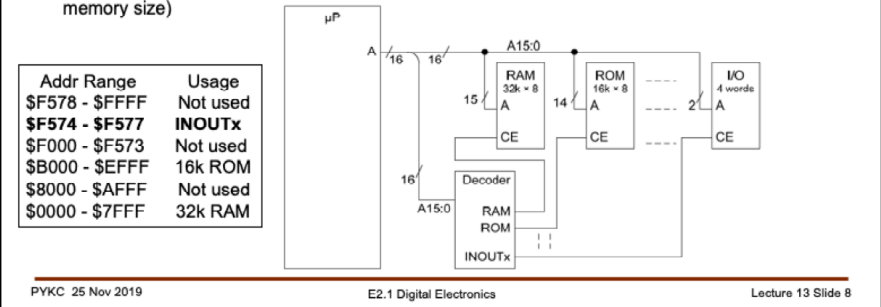 memory size)
Addr Range Usage
$F578 - $FFFF Not used
$F574 - $F577 INOUTx
$F000 - $F573 Not used
$B000 - $EFFF 16k ROM
$8000 - $AFFF Not used
$0000 - $7FFF 32k RAM
µP
A
16
16
A15:0
RAM
32k × 8
15
A
CE
ROM
16k × 8
14
A
CE
I/O
4 words
2
A
CE
16
A15:0
Decoder
RAM
ROM
INOUTx
PYKC 25 Nov 2019
E2.1 Digital Electronics
Lecture 13 Slide 8